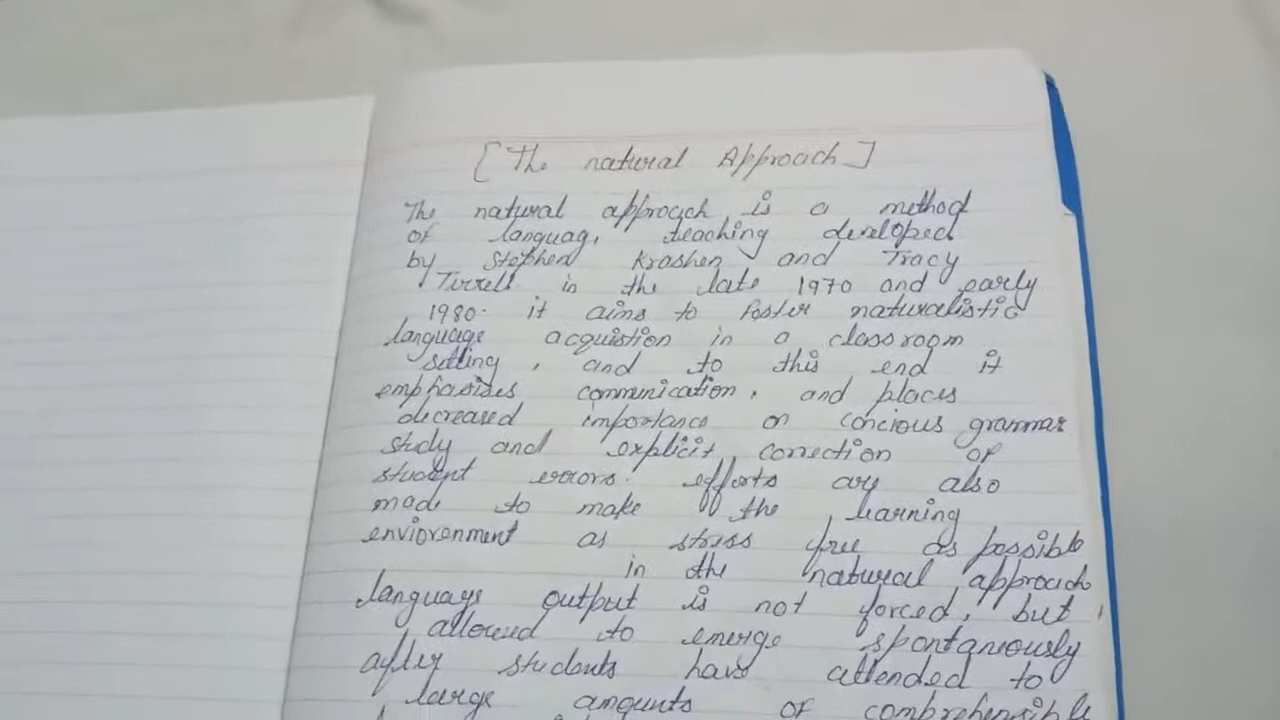 [The natural Approach]
The natural approach is a method
of language, teaching developed
by Stephen Krashen and Tracy
Tirrell in the late 1970 and early
1980. it aims to foster naturalistic
language acquistion in a classroom
setting, and to this end it
emphasises communication, and places
decreased importance on concious grammar
study and explicit correction of
student errors. efforts are also
made to make the learning
enviorenment as stress free as possible
in the natural approach
language output is not forced, but
allowed to emerge spontaneously
after students have attended to
large amounts of comprehensible